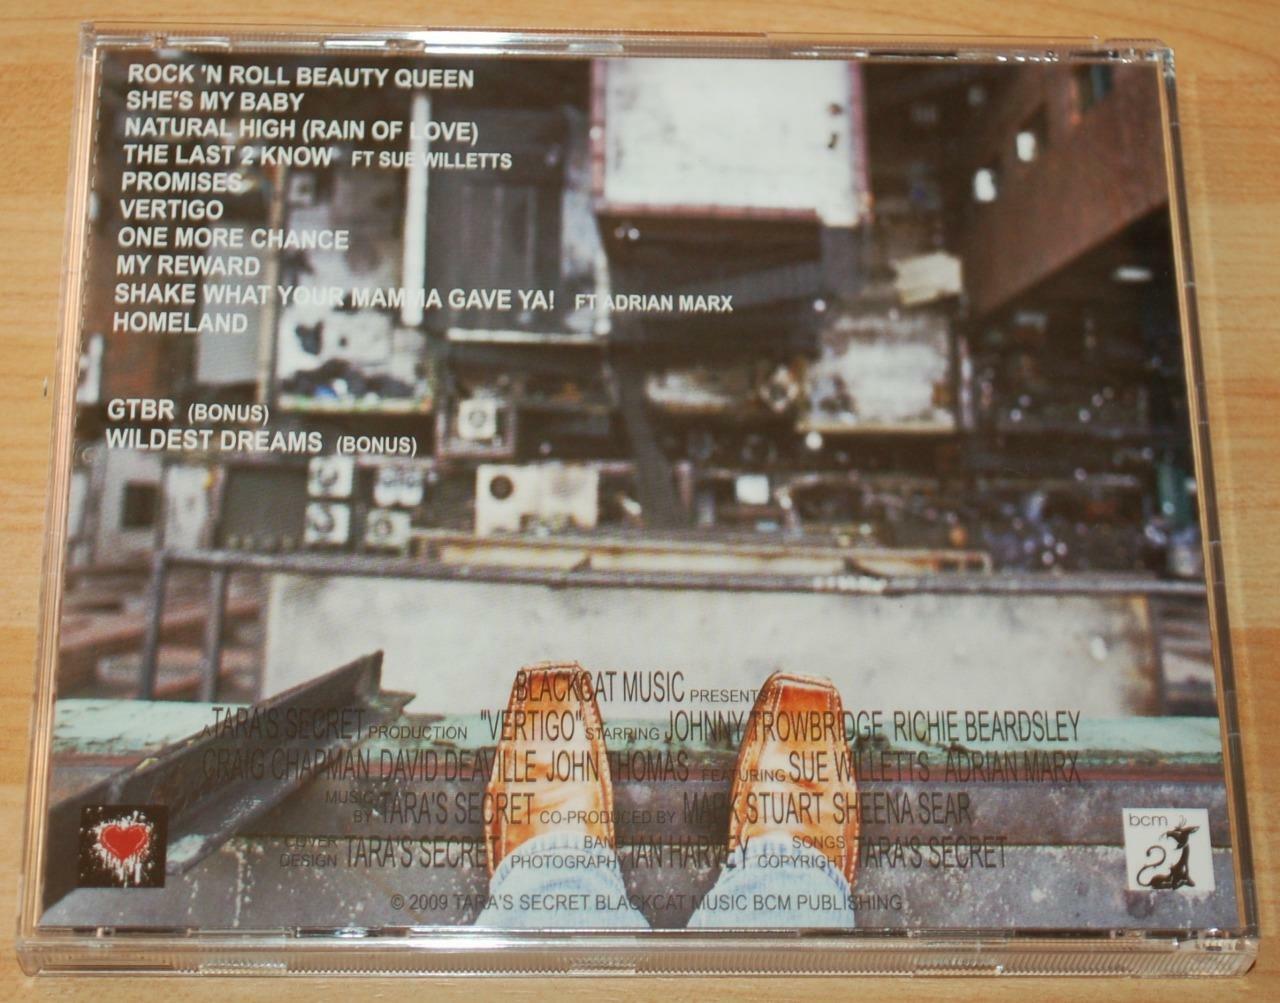 ROCK 'N ROLL BEAUTY QUEEN
SHE'S MY BABY
NATURAL HIGH (RAIN OF LOVE)
THE LAST 2 KNOW FT SUE WILLETTS
PROMISES
VERTIGO
ONE MORE CHANCE
MY REWARD
SHAKE WHAT YOUR MAMMA GAVE YA! FT ADRIAN MARX
HOMELAND
GTBR (BONUS)
WILDEST DREAMS (BONUS)
BLACKCAT MUSIC PRESENTS
A TARA'S SECRET PRODUCTION "VERTIGO" STARRING JOHNNY TROWBRIDGE RICHIE BEARDSLEY
CRAIG CHAPMAN DAVID DEAVILLE JOHN THOMAS FEATURING SUE WILLETTS ADRIAN MARX
MUSIC BY TARA'S SECRET CO-PRODUCED BY MARK STUART SHEENA SEAR
COVER DESIGN TARA'S SECRET BAND PHOTOGRAPHY IAN HARVEY SONGS COPYRIGHT TARA'S SECRET
© 2009 TARA'S SECRET BLACKCAT MUSIC BCM PUBLISHING
bcm